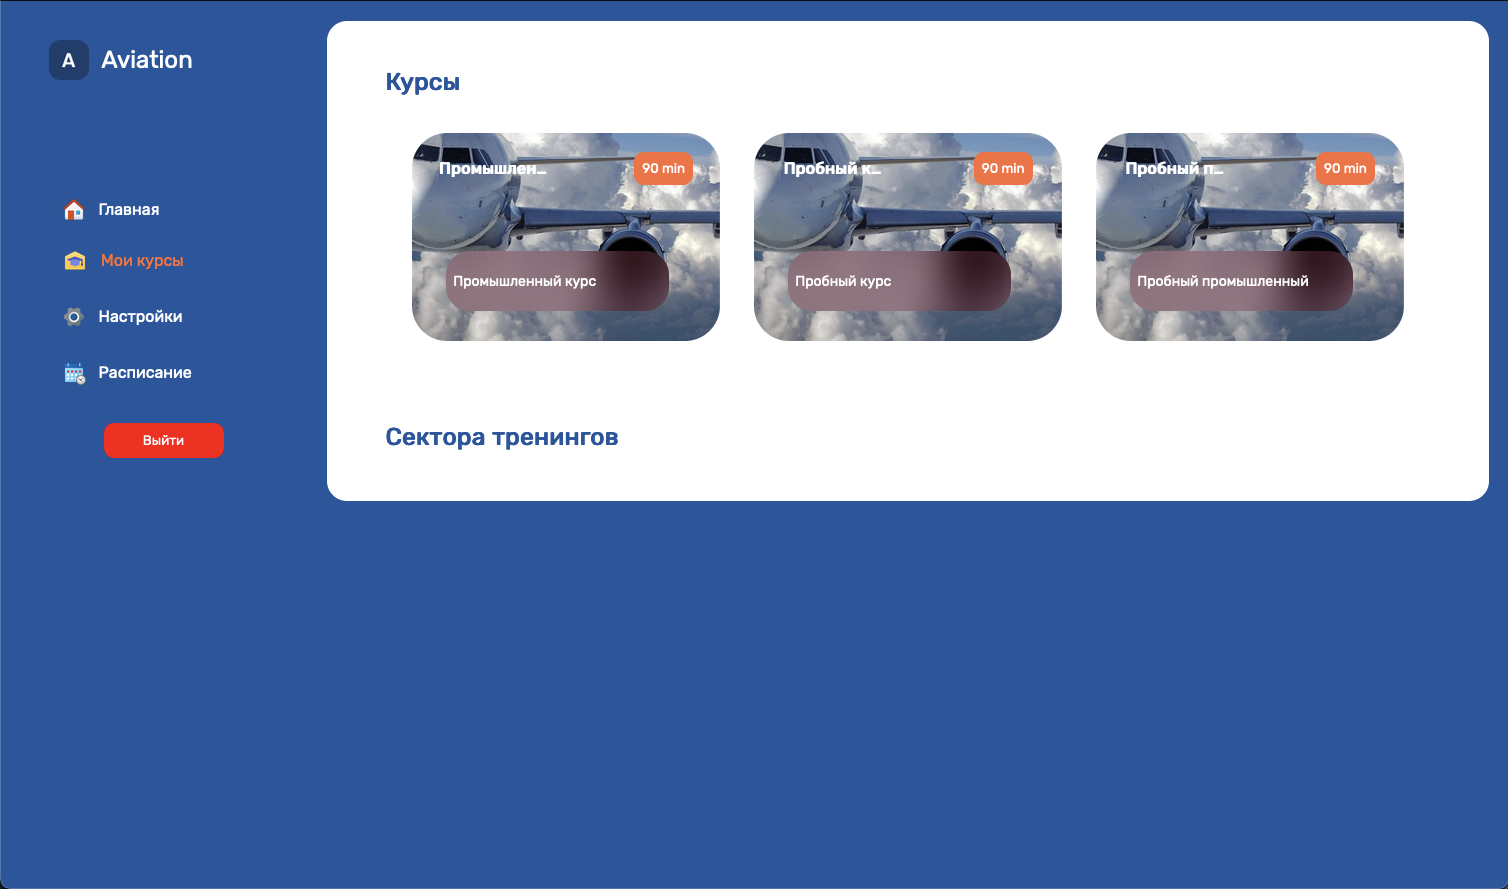 A Aviation
Главная
Мои курсы
Настройки
Расписание
Выйти
Курсы
Промышлен...
90 min
Промышленный курс
Пробный к...
90 min
Пробный курс
Пробный п...
90 min
Пробный промышленный
Сектора тренингов